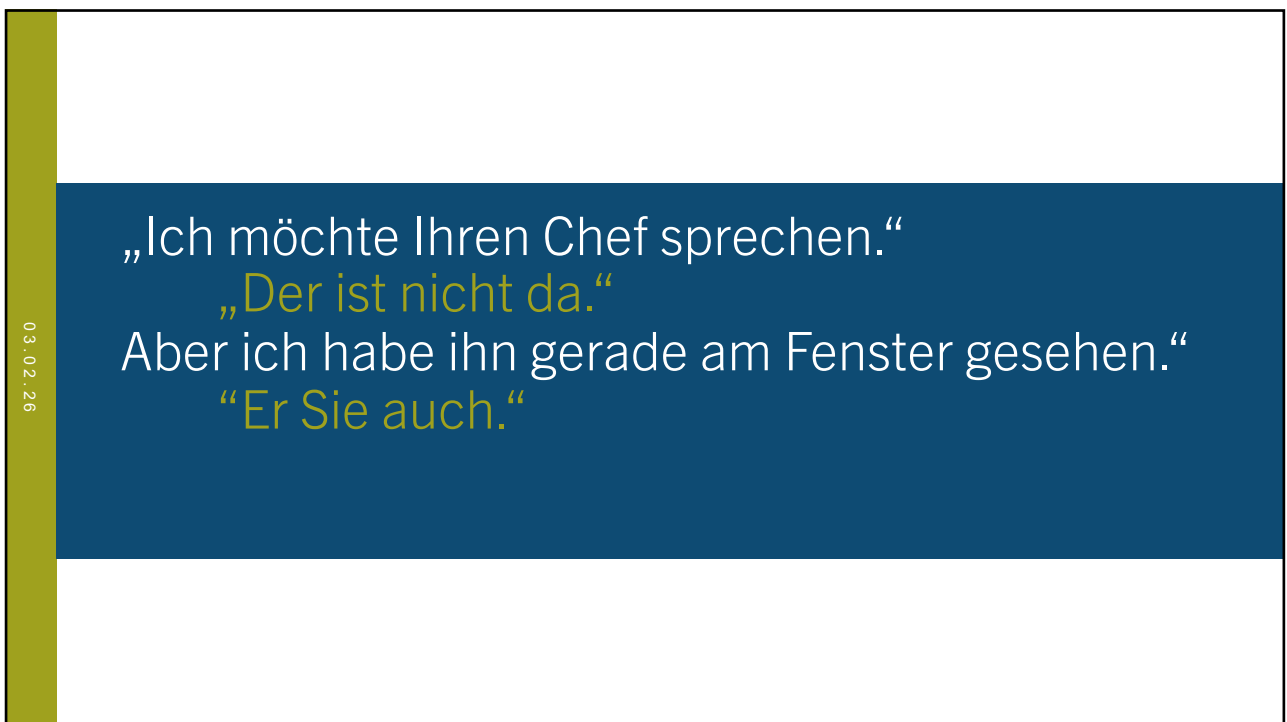 „Ich möchte Ihren Chef sprechen.“
„Der ist nicht da.“
Aber ich habe ihn gerade am Fenster gesehen.“
“Er Sie auch.“
03.02.26